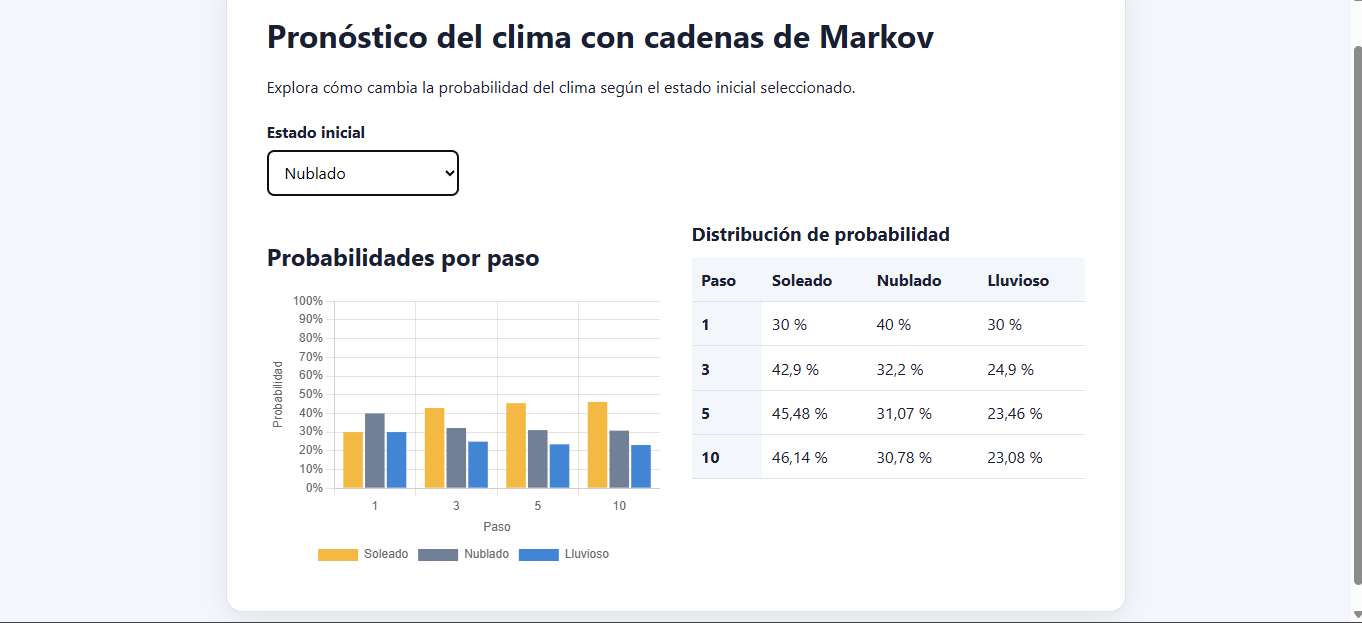 Pronóstico del clima con cadenas de Markov
Explora cómo cambia la probabilidad del clima según el estado inicial seleccionado.
Estado inicial
Nublado
Probabilidades por paso
100%
90%
80%
70%
60%
50%
40%
30%
20%
10%
0%
Probabilidad
1 3 5 10
Paso
Soleado Nublado Lluvioso
Distribución de probabilidad
Paso Soleado Nublado Lluvioso
1 30 % 40 % 30 %
3 42,9 % 32,2 % 24,9 %
5 45,48 % 31,07 % 23,46 %
10 46,14 % 30,78 % 23,08 %